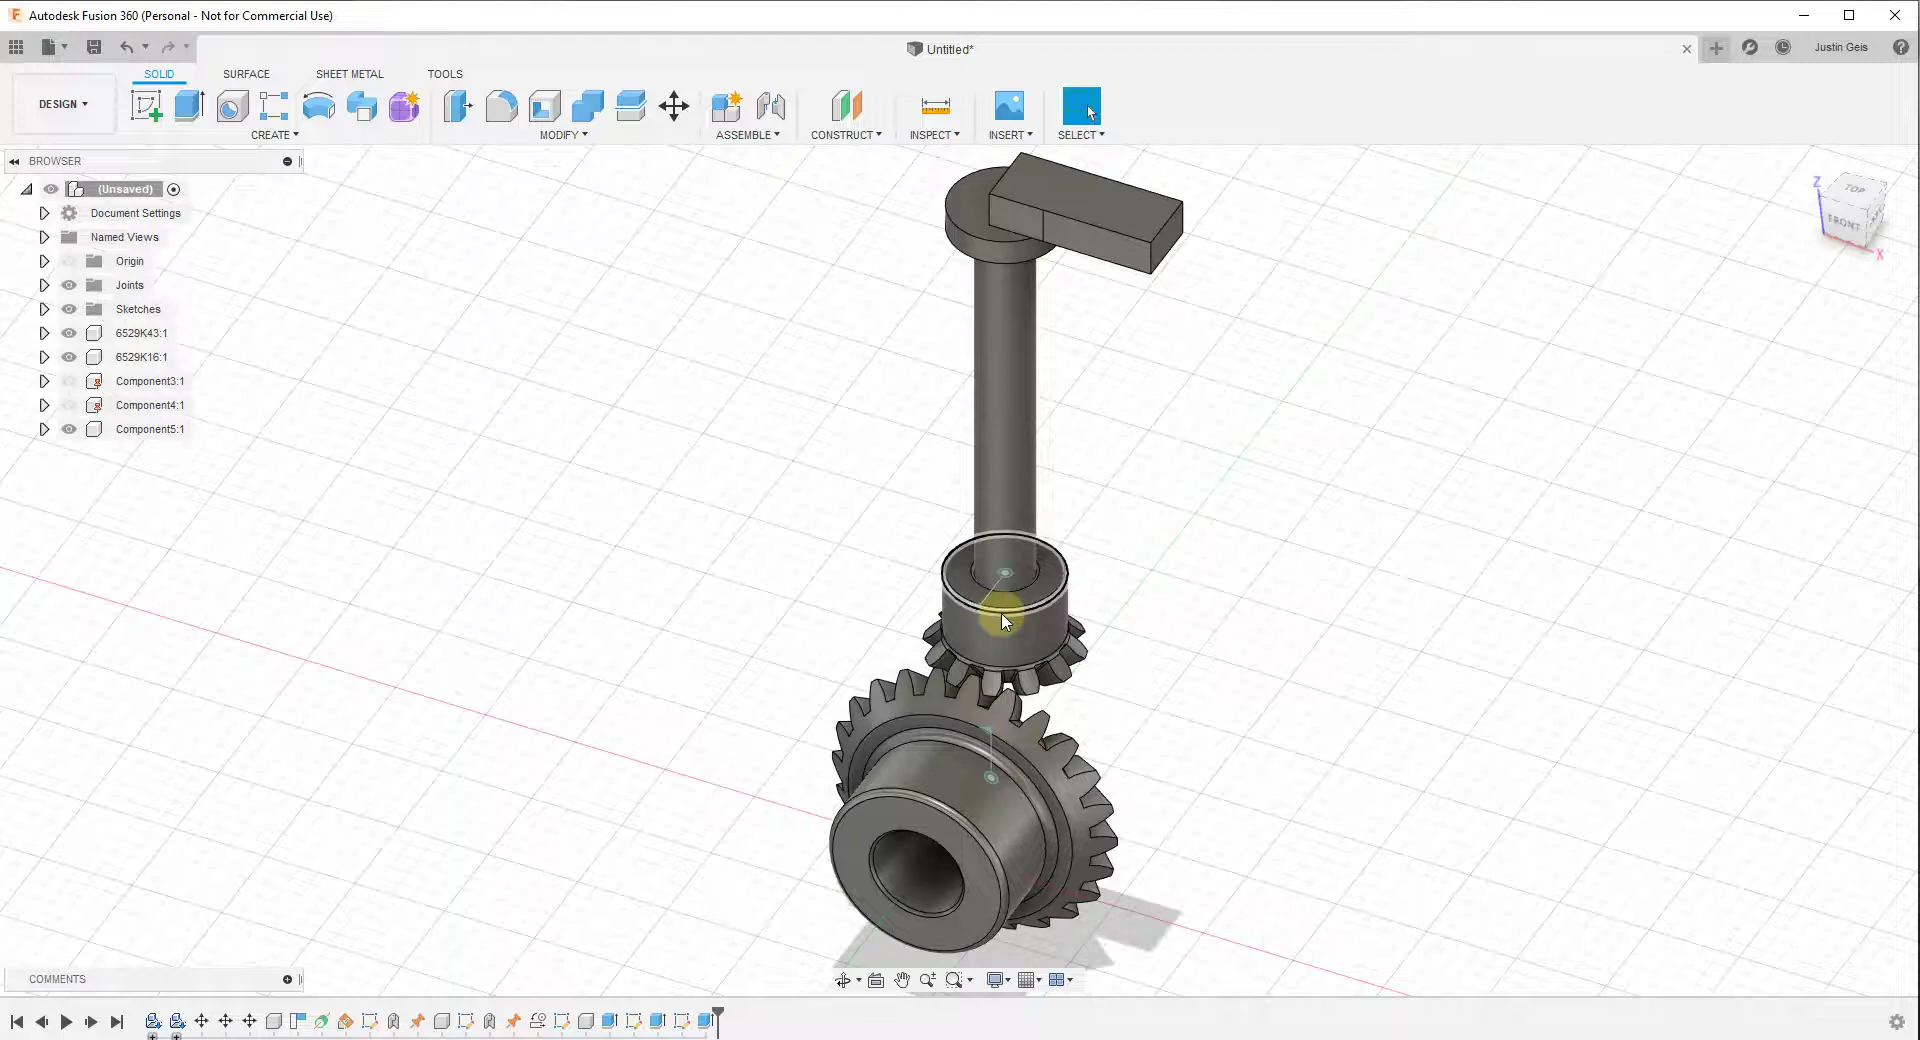 Autodesk Fusion 360 (Personal - Not for Commercial Use)
Untitled*
Justin Geis
SOLID SURFACE SHEET METAL TOOLS
DESIGN
CREATE MODIFY ASSEMBLE CONSTRUCT INSPECT INSERT SELECT
BROWSER
(Unsaved)
Document Settings
Named Views
Origin
Joints
Sketches
6529K43:1
6529K16:1
Component3:1
Component4:1
Component5:1
Z
TOP
FRONT
X
COMMENTS